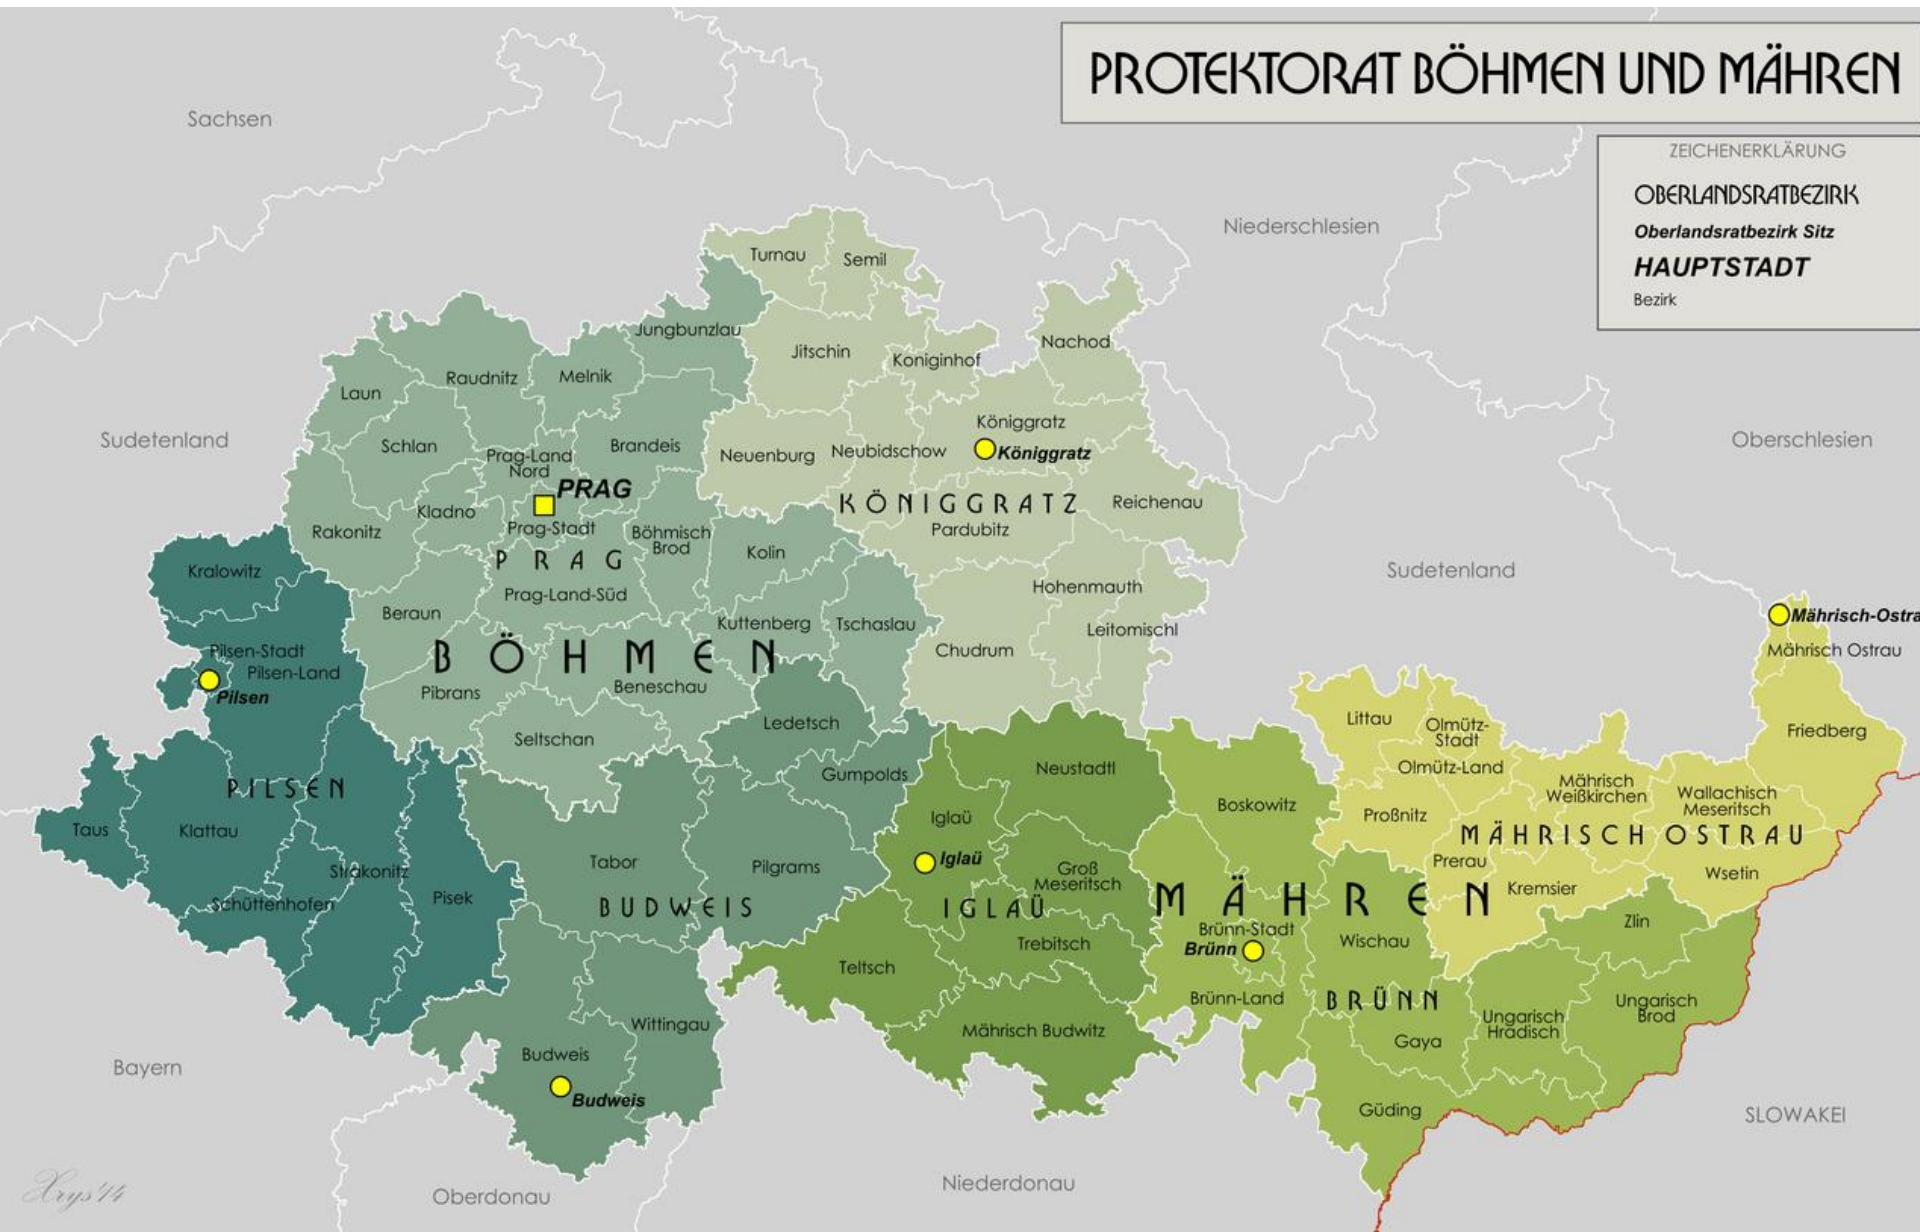 PROTEKTORAT BÖHMEN UND MÄHREN
ZEICHENERKLÄRUNG
OBERLANDSRATBEZIRK
Oberlandsratbezirk Sitz
HAUPTSTADT
Bezirk
Sachsen
Niederschlesien
Sudetenland
Oberschlesien
Sudetenland
Bayern
Oberdonau
Niederdonau
SLOWAKEI
BÖHMEN
MÄHREN
Turnau
Semil
Jitschin
Koniginhof
Nachod
Königgratz
Königgratz
Neuenburg
Neubidschow
KÖNIGGRATZ
Reichenau
Pardubitz
Hohenmauth
Leitomischl
Chudrum
Jungbunzlau
Laun
Raudnitz
Melnik
Schlan
Prag-Land
Nord
Brandeis
PRAG
Kladno
Prag-Stadt
Rakonitz
Böhmisch
Brod
Kolin
PRAG
Prag-Land-Süd
Beraun
Kuttenberg
Tschaslau
Pibrans
Beneschau
Seltschan
Kralowitz
Pilsen-Stadt
Pilsen-Land
Pilsen
PILSEN
Taus
Klattau
Strakonitz
Schüttenhofen
Pisek
Ledetsch
Gumpolds
Tabor
Pilgrams
BUDWEIS
Wittingau
Budweis
Budweis
Neustadtl
Iglaü
Iglaü
Groß
Meseritsch
IGLAÜ
Trebitsch
Teltsch
Mährisch Budwitz
Boskowitz
Brünn-Stadt
Brünn
Wischau
Brünn-Land
BRÜNN
Gaya
Ungarisch
Hradisch
Ungarisch
Brod
Zlin
Güding
Mährisch-Ostra
Mährisch Ostrau
Friedberg
Littau
Olmütz-
Stadt
Olmütz-Land
Mährisch
Weißkirchen
Wallachisch
Meseritsch
Proßnitz
MÄHRISCH OSTRAU
Prerau
Kremsier
Wsetin
Xrys'14